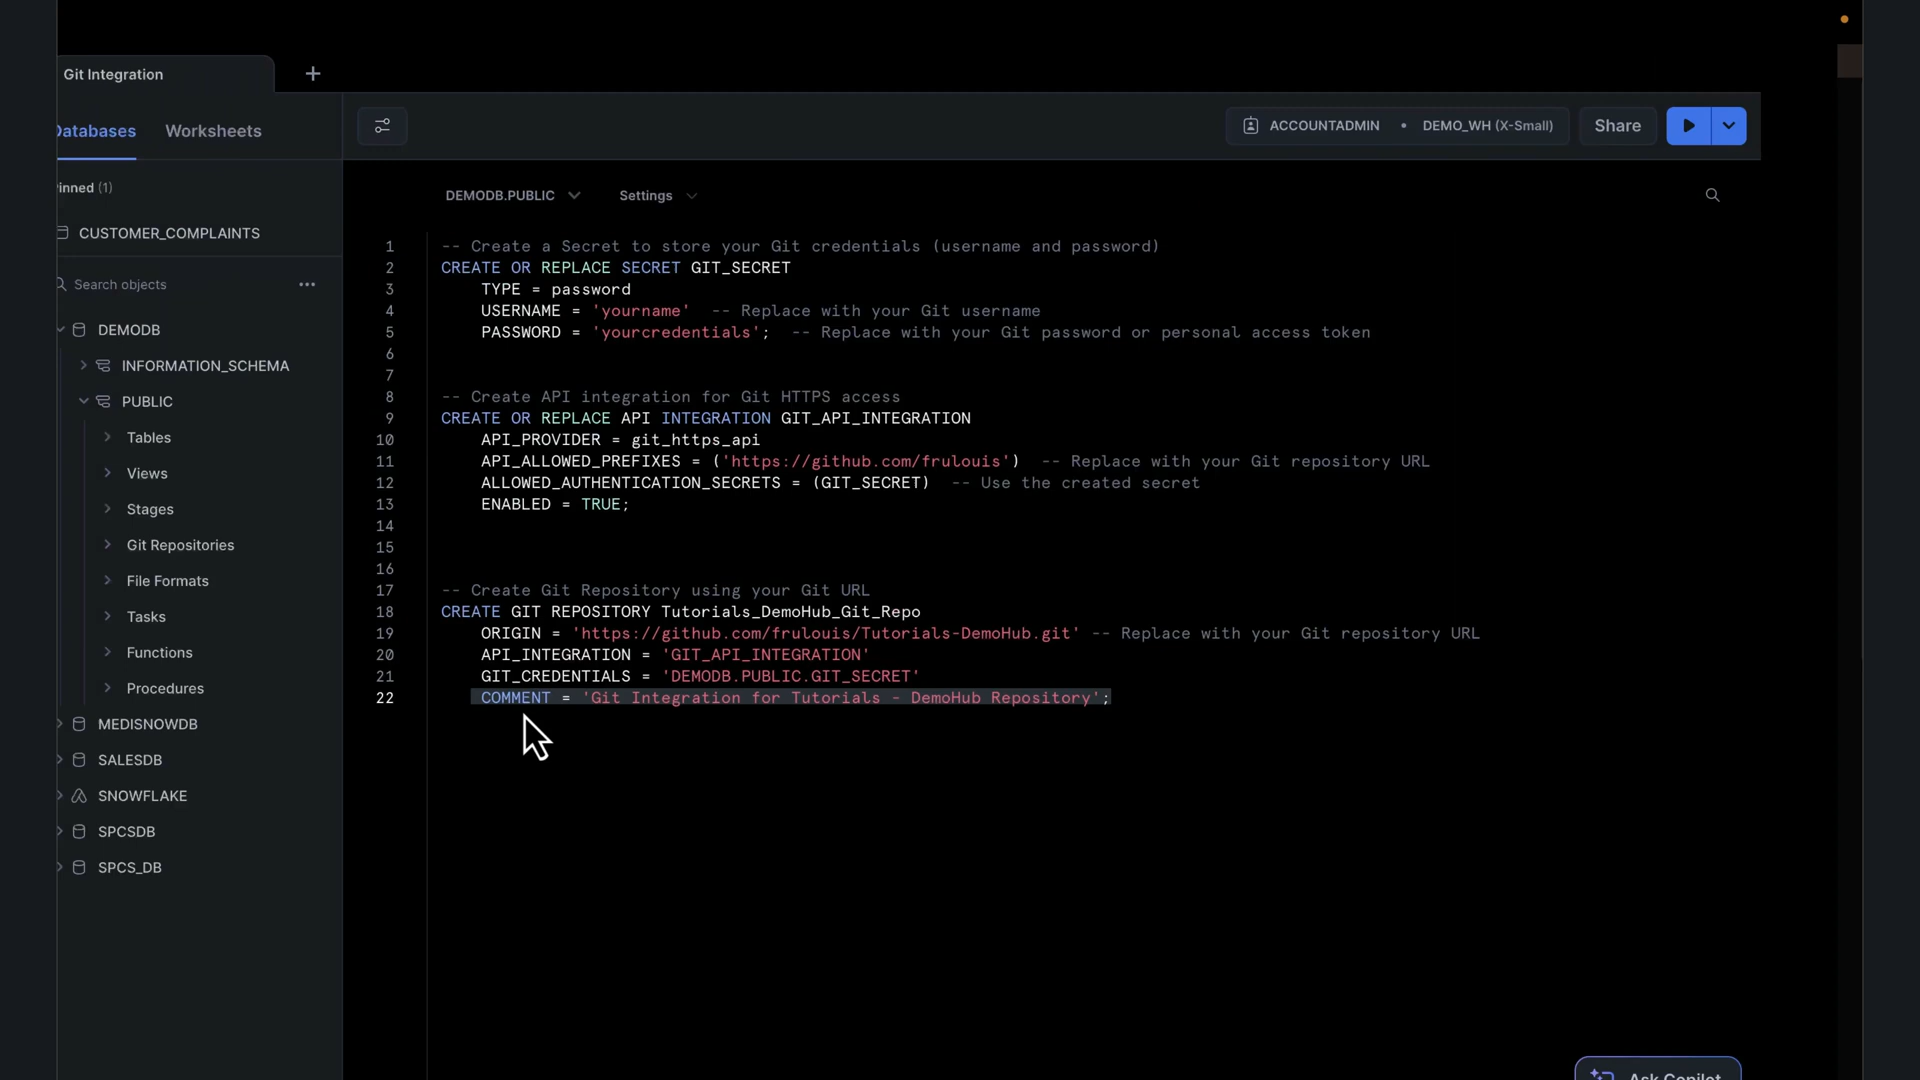 Git Integration
Databases Worksheets
inned (1)
CUSTOMER_COMPLAINTS
Search objects
DEMODB
INFORMATION_SCHEMA
PUBLIC
Tables
Views
Stages
Git Repositories
File Formats
Tasks
Functions
Procedures
MEDISNOWDB
SALESDB
SNOWFLAKE
SPCSDB
SPCS_DB
ACCOUNTADMIN • DEMO_WH (X-Small) Share
DEMODB.PUBLIC Settings
1 -- Create a Secret to store your Git credentials (username and password)
2 CREATE OR REPLACE SECRET GIT_SECRET
3 TYPE = password
4 USERNAME = 'yourname' -- Replace with your Git username
5 PASSWORD = 'yourcredentials'; -- Replace with your Git password or personal access token
6
7
8 -- Create API integration for Git HTTPS access
9 CREATE OR REPLACE API INTEGRATION GIT_API_INTEGRATION
10 API_PROVIDER = git_https_api
11 API_ALLOWED_PREFIXES = ('https://github.com/frulouis') -- Replace with your Git repository URL
12 ALLOWED_AUTHENTICATION_SECRETS = (GIT_SECRET) -- Use the created secret
13 ENABLED = TRUE;
14
15
16
17 -- Create Git Repository using your Git URL
18 CREATE GIT REPOSITORY Tutorials_DemoHub_Git_Repo
19 ORIGIN = 'https://github.com/frulouis/Tutorials-DemoHub.git' -- Replace with your Git repository URL
20 API_INTEGRATION = 'GIT_API_INTEGRATION'
21 GIT_CREDENTIALS = 'DEMODB.PUBLIC.GIT_SECRET'
22 COMMENT = 'Git Integration for Tutorials - DemoHub Repository';
Ask Copilot